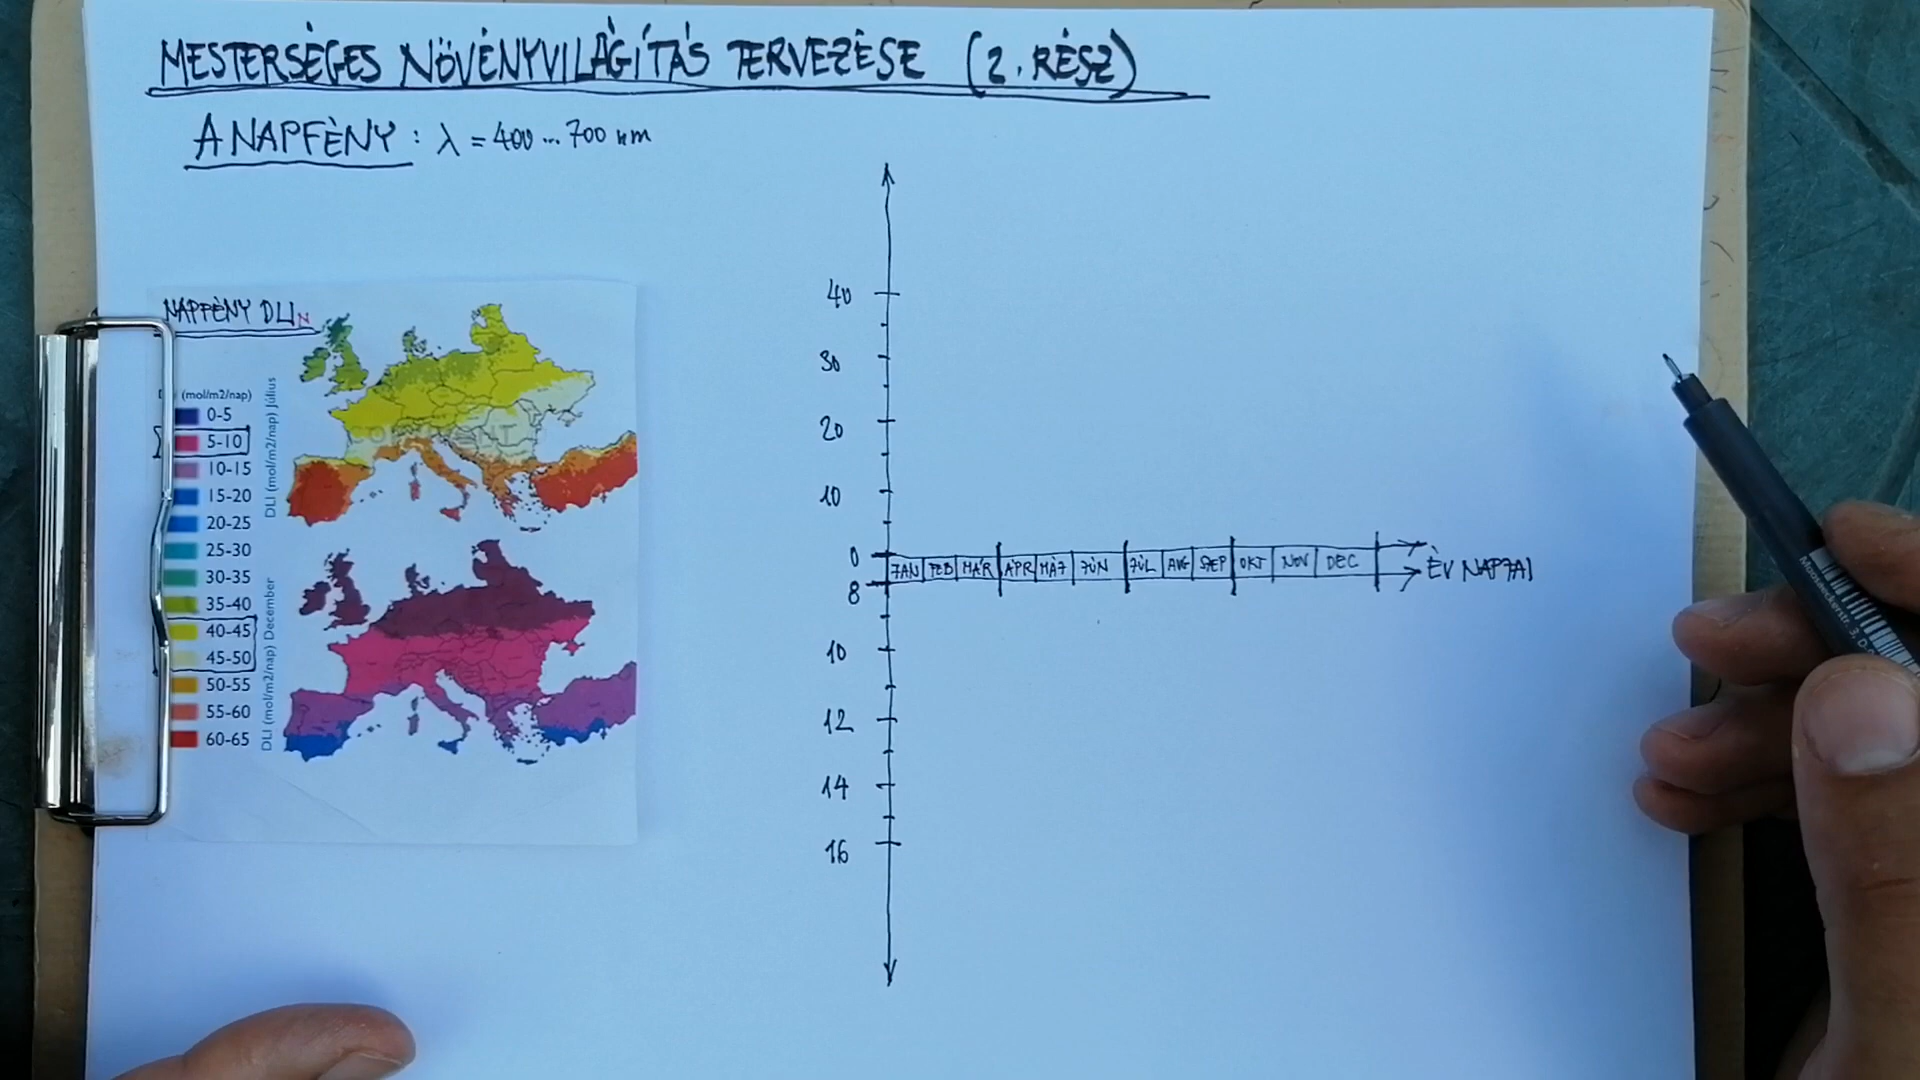 MESTERSÉGES NÖVÉNYVILÁGÍTÁS TERVEZÉSE (2. RÉSZ)
A NAPFÉNY: λ = 400 ... 700 nm
NAPFÉNY DLI N
(mol/m2/nap)
0-5
5-10
10-15
15-20
20-25
25-30
30-35
35-40
40-45
45-50
50-55
55-60
60-65
DLI (mol/m2/nap) Július
DLI (mol/m2/nap) December
40
30
20
10
0
JAN FEB MÁR ÁPR MÁJ JÚN JÚL AUG SZEP OKT NOV DEC
ÉV NAPJAI
8
10
12
14
16